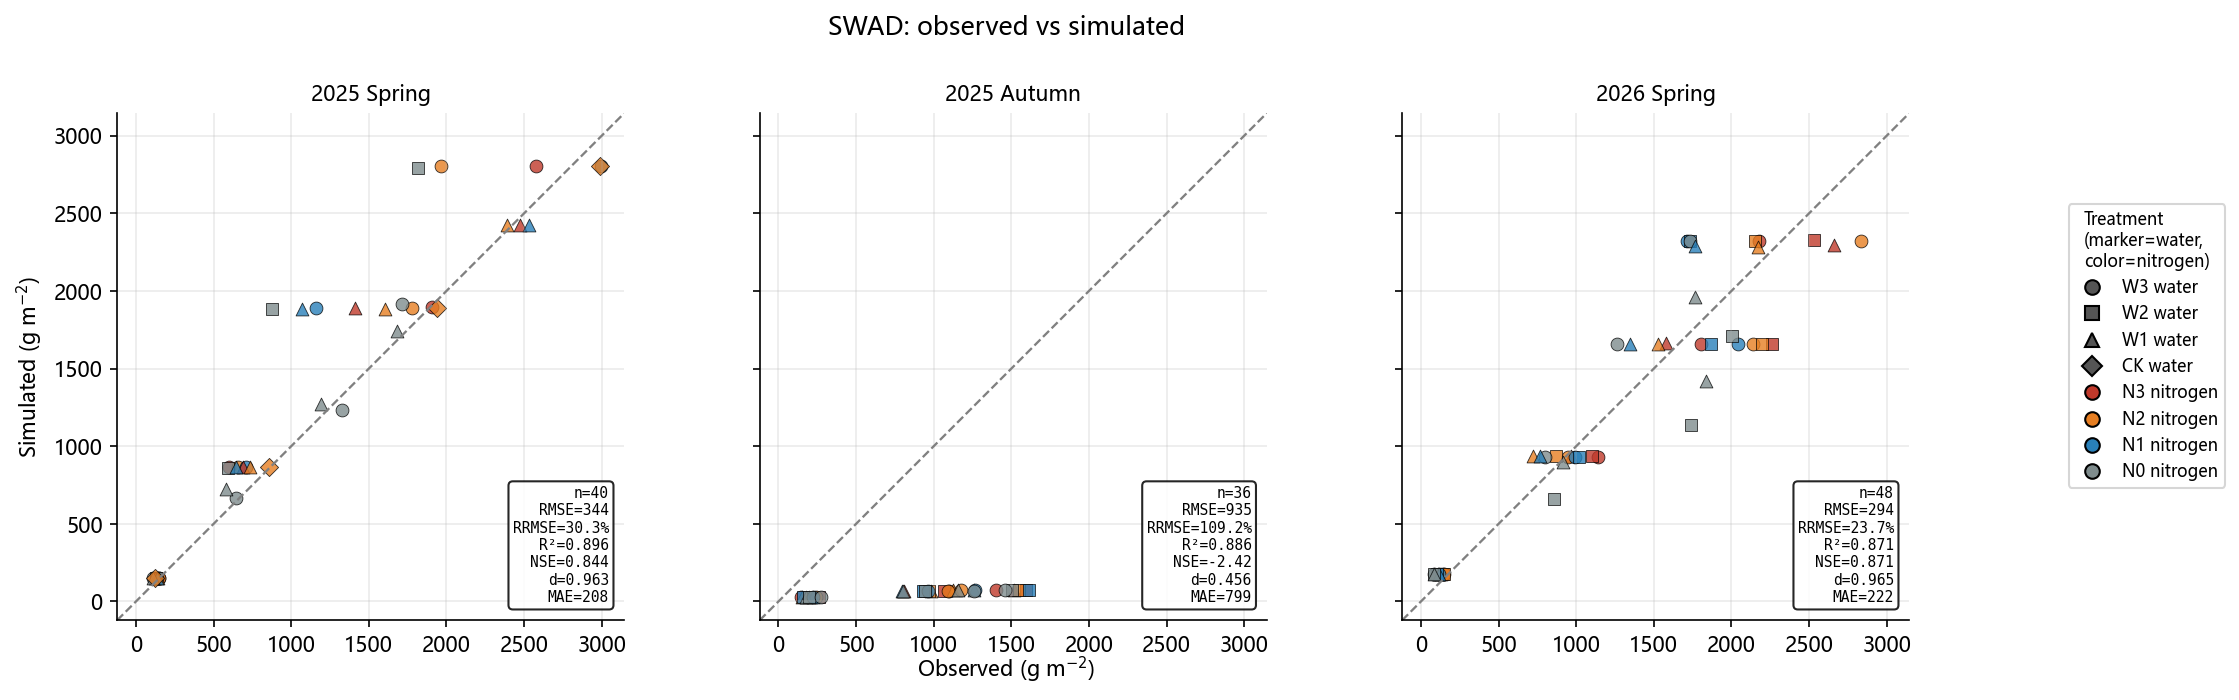 SWAD: observed vs simulated
2025 Spring
2025 Autumn
2026 Spring
Simulated (g m⁻²)
3000
2500
2000
1500
1000
500
0
n=40
RMSE=344
RRMSE=30.3%
R²=0.896
NSE=0.844
d=0.963
MAE=208
0 500 1000 1500 2000 2500 3000
n=36
RMSE=935
RRMSE=109.2%
R²=0.886
NSE=-2.42
d=0.456
MAE=799
0 500 1000 1500 2000 2500 3000
Observed (g m⁻²)
n=48
RMSE=294
RRMSE=23.7%
R²=0.871
NSE=0.871
d=0.965
MAE=222
0 500 1000 1500 2000 2500 3000
Treatment
(marker=water,
color=nitrogen)
W3 water
W2 water
W1 water
CK water
N3 nitrogen
N2 nitrogen
N1 nitrogen
N0 nitrogen